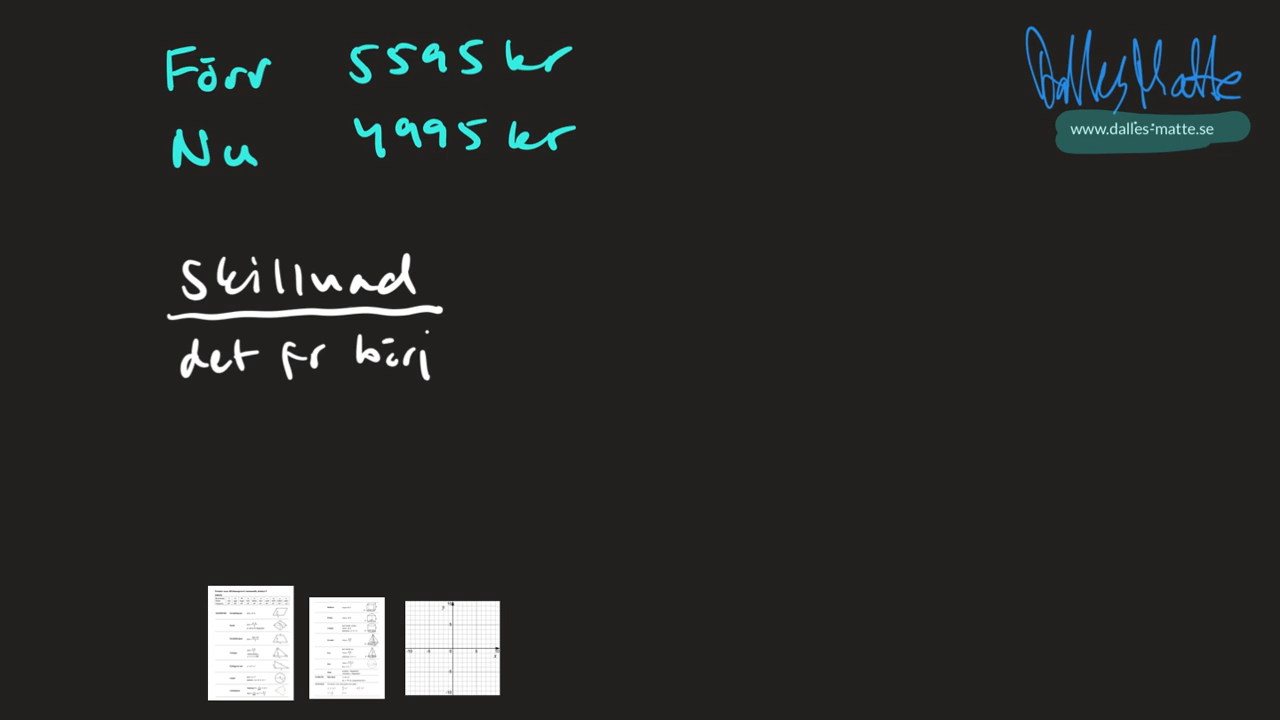 Förr 5595 kr
Nu 4995 kr
Dalles Matte
www.dalles-matte.se
Skillnad
det fr börj